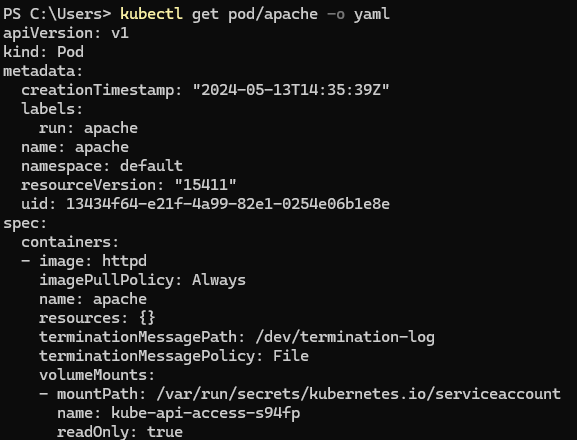 PS C:\Users> kubectl get pod/apache -o yaml
apiVersion: v1
kind: Pod
metadata:
  creationTimestamp: "2024-05-13T14:35:39Z"
  labels:
    run: apache
  name: apache
  namespace: default
  resourceVersion: "15411"
  uid: 13434f64-e21f-4a99-82e1-0254e06b1e8e
spec:
  containers:
  - image: httpd
    imagePullPolicy: Always
    name: apache
    resources: {}
    terminationMessagePath: /dev/termination-log
    terminationMessagePolicy: File
    volumeMounts:
    - mountPath: /var/run/secrets/kubernetes.io/serviceaccount
      name: kube-api-access-s94fp
      readOnly: true